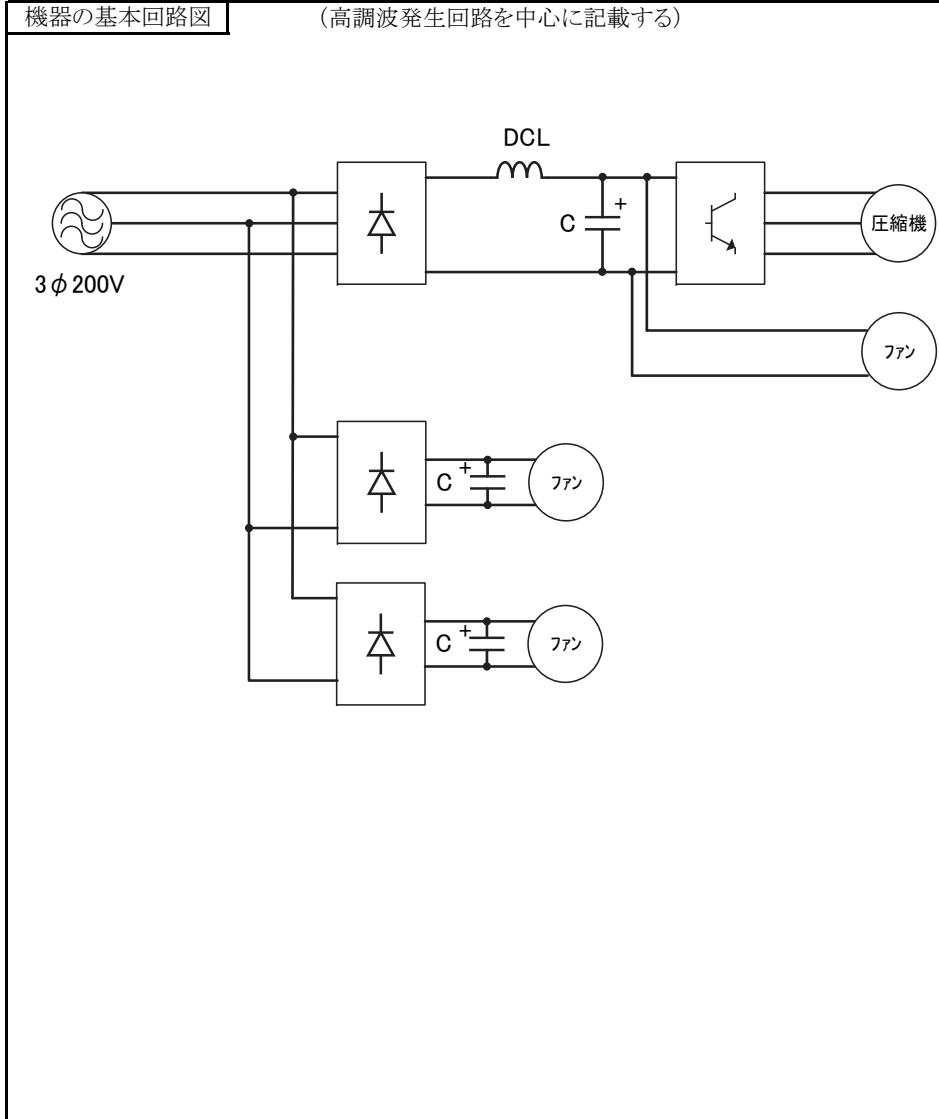 機器の基本回路図 (高調波発生回路を中心に記載する)
DCL
C +
圧縮機
3φ200V
ファン
C + ファン
C + ファン